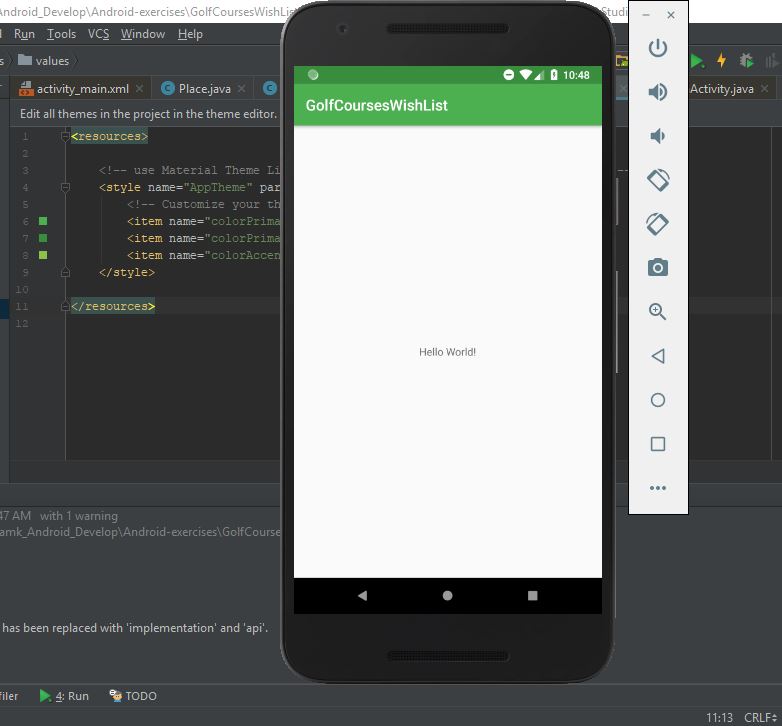 Android_Develop\Android-exercises\GolfCoursesWishList
Run Tools VCS Window Help
values
activity_main.xml Place.java Activity.java
Edit all themes in the project in the theme editor.
1 <resources>
2
3 <!-- use Material Theme Li
4 <style name="AppTheme" par
5 <!-- Customize your th
6 <item name="colorPrima
7 <item name="colorPrima
8 <item name="colorAccen
9 </style>
10
11 </resources>
12
10:48
GolfCoursesWishList
Hello World!
47 AM with 1 warning
amk_Android_Develop\Android-exercises\GolfCourse
has been replaced with 'implementation' and 'api'.
filer 4: Run TODO
11:13 CRLF